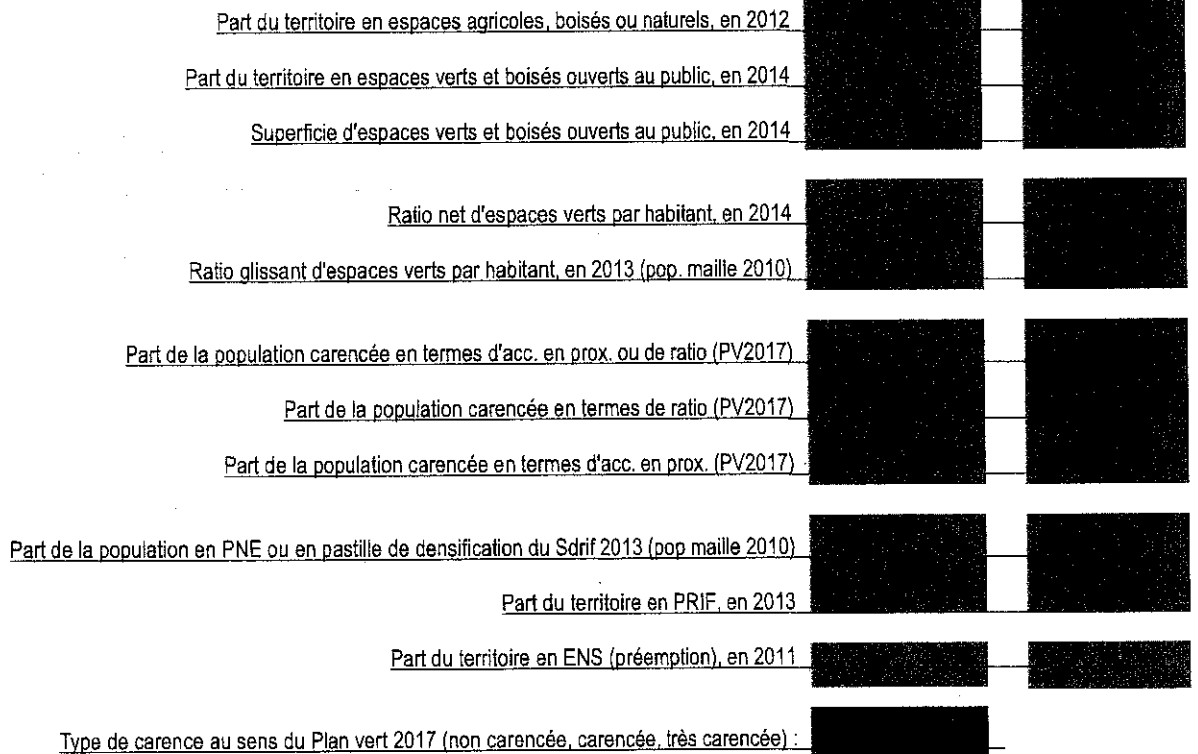 Part du territoire en espaces agricoles, boisés ou naturels, en 2012
Part du territoire en espaces verts et boisés ouverts au public, en 2014
Superficie d'espaces verts et boisés ouverts au public, en 2014
Ratio net d'espaces verts par habitant, en 2014
Ratio glissant d'espaces verts par habitant, en 2013 (pop. maille 2010)
Part de la population carencée en termes d'acc. en prox. ou de ratio (PV2017)
Part de la population carencée en termes de ratio (PV2017)
Part de la population carencée en termes d'acc. en prox. (PV2017)
Part de la population en PNE ou en pastille de densification du Sdrif 2013 (pop maille 2010)
Part du territoire en PRIF, en 2013
Part du territoire en ENS (préemption), en 2011
Type de carence au sens du Plan vert 2017 (non carencée, carencée, très carencée) :